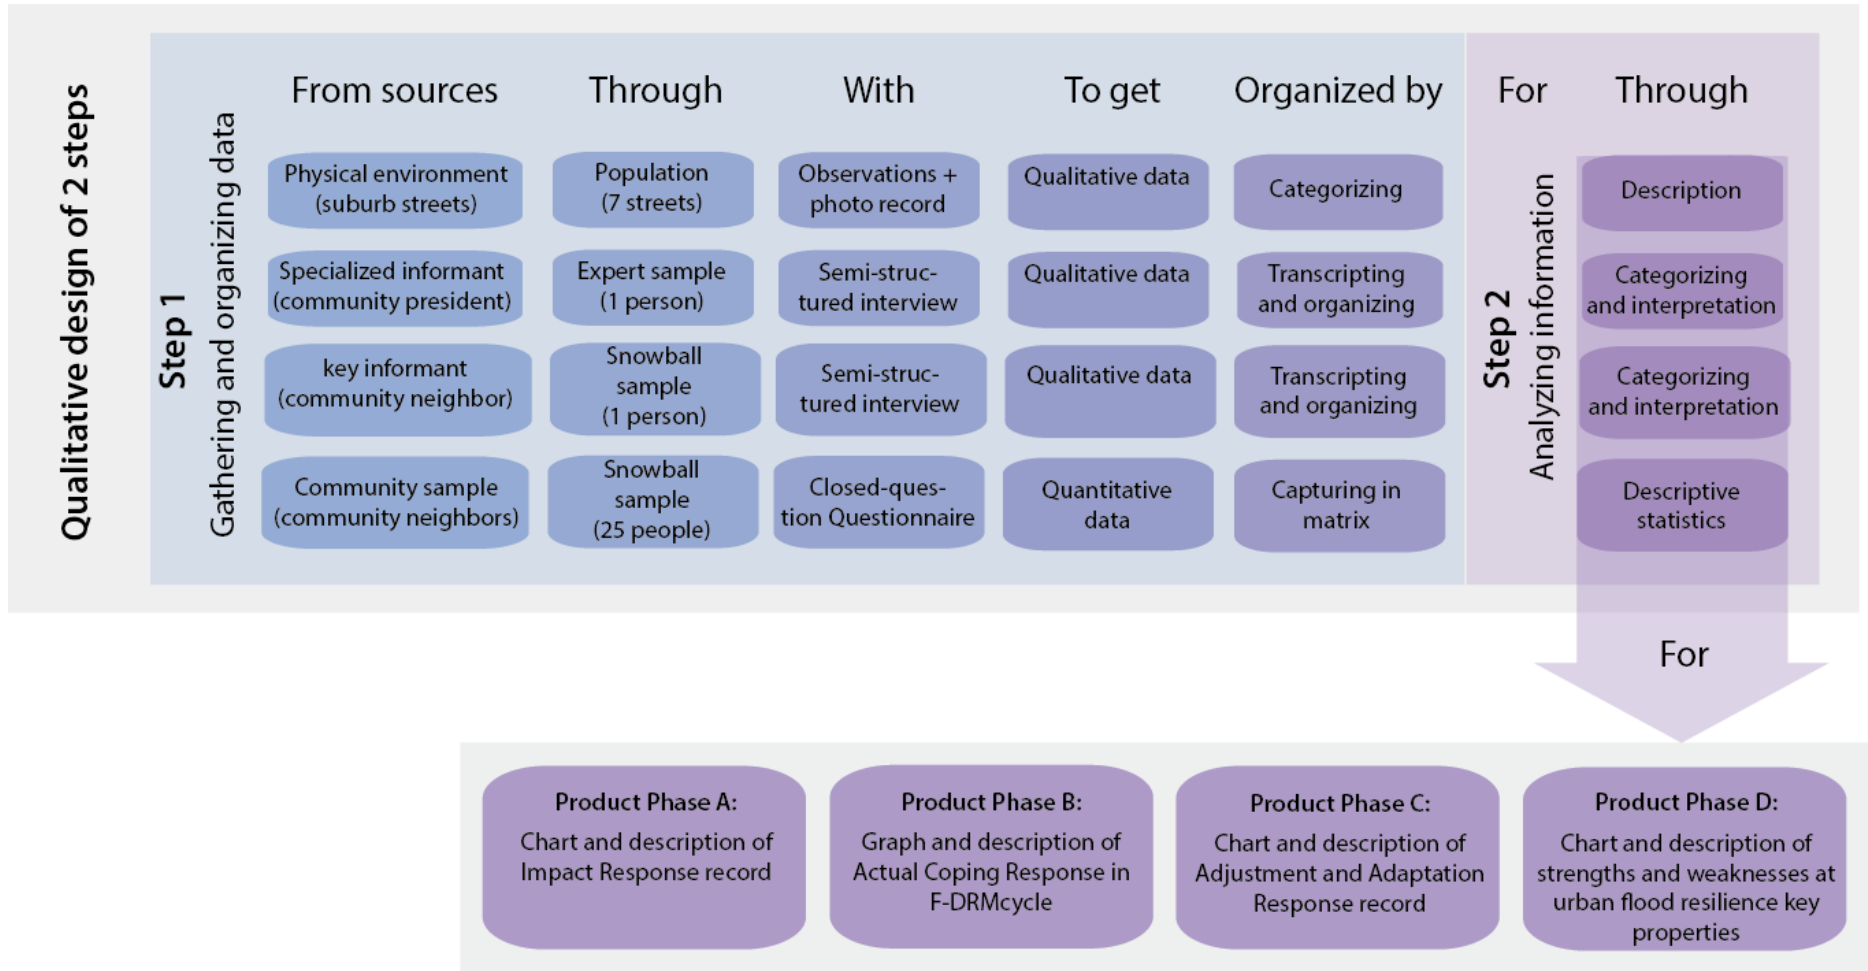 Qualitative design of 2 steps
Step 1
Gathering and organizing data
From sources
Through
With
To get
Organized by
Physical environment
(suburb streets)
Population
(7 streets)
Observations +
photo record
Qualitative data
Categorizing
Specialized informant
(community president)
Expert sample
(1 person)
Semi-struc-
tured interview
Qualitative data
Transcripting
and organizing
key informant
(community neighbor)
Snowball
sample
(1 person)
Semi-struc-
tured interview
Qualitative data
Transcripting
and organizing
Community sample
(community neighbors)
Snowball
sample
(25 people)
Closed-ques-
tion Questionnaire
Quantitative
data
Capturing in
matrix
For
Through
Step 2
Analyzing information
Description
Categorizing
and interpretation
Categorizing
and interpretation
Descriptive
statistics
For
Product Phase A:
Chart and description of
Impact Response record
Product Phase B:
Graph and description of
Actual Coping Response in
F-DRMcycle
Product Phase C:
Chart and description of
Adjustment and Adaptation
Response record
Product Phase D:
Chart and description of
strengths and weaknesses at
urban flood resilience key
properties